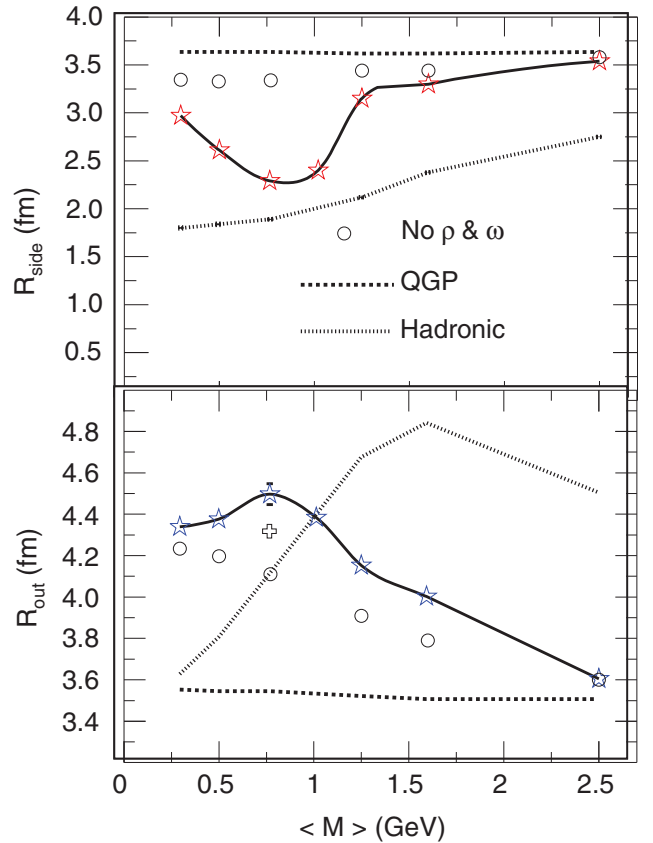 4.0
3.5
3.0
2.5
2.0
1.5
1.0
0.5
R_side (fm)
No ρ & ω
QGP
Hadronic
4.8
4.6
4.4
4.2
4.0
3.8
3.6
3.4
R_out (fm)
0 0.5 1 1.5 2 2.5
< M > (GeV)